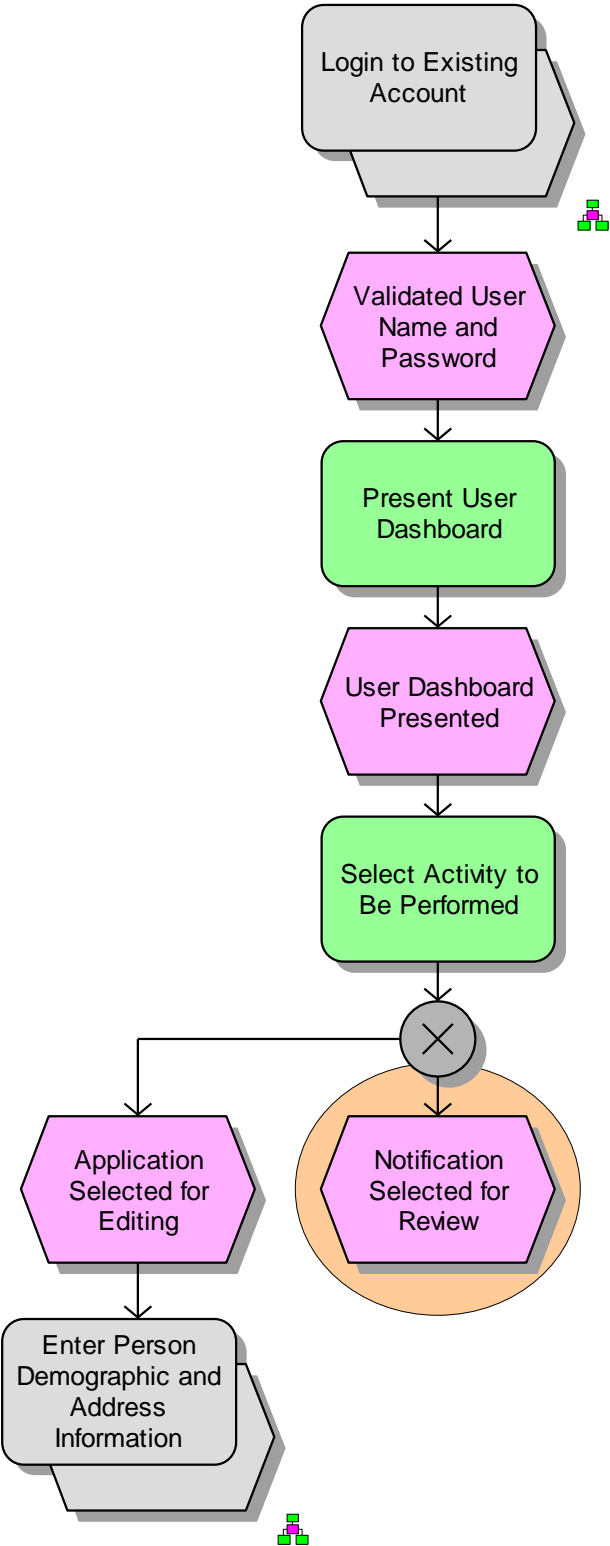 Login to Existing
Account
Validated User
Name and
Password
Present User
Dashboard
User Dashboard
Presented
Select Activity to
Be Performed
Application
Selected for
Editing
Notification
Selected for
Review
Enter Person
Demographic and
Address
Information